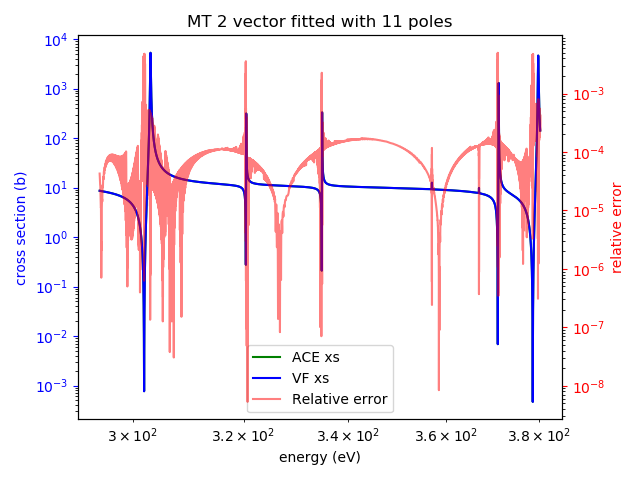 MT 2 vector fitted with 11 poles
10⁴
10³
10²
10¹
10⁰
10⁻¹
10⁻²
10⁻³
cross section (b)
10⁻³
10⁻⁴
10⁻⁵
10⁻⁶
10⁻⁷
10⁻⁸
relative error
ACE xs
VF xs
Relative error
3 × 10² 3.2 × 10² 3.4 × 10² 3.6 × 10² 3.8 × 10²
energy (eV)